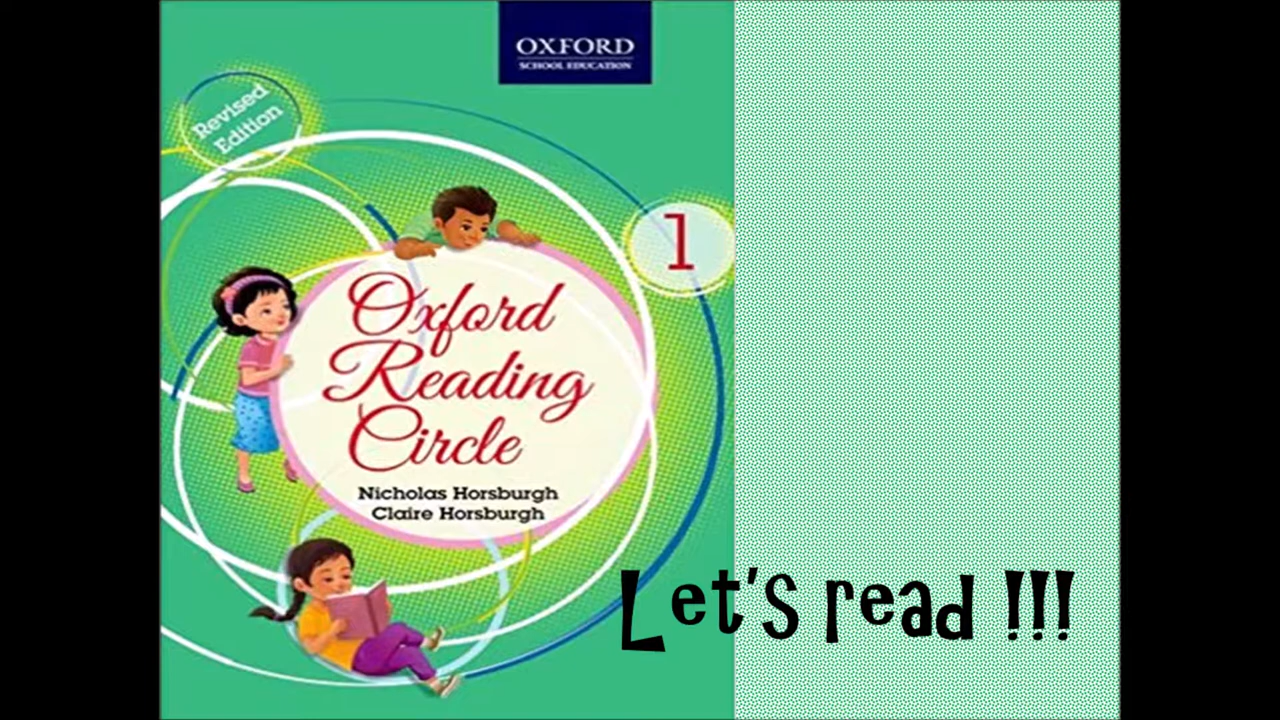 OXFORD
SCHOOL EDUCATION
Revised
Edition
1
Oxford
Reading
Circle
Nicholas Horsburgh
Claire Horsburgh
Let's read !!!